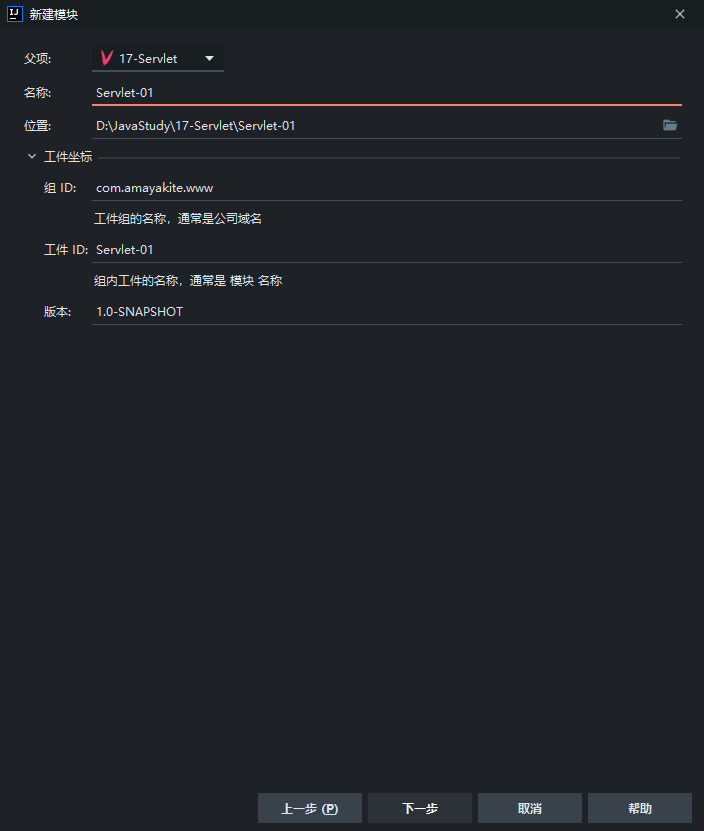 新建模块
父项: 17-Servlet
名称: Servlet-01
位置: D:\JavaStudy\17-Servlet\Servlet-01
工件坐标
组 ID: com.amayakite.www
工件组的名称，通常是公司域名
工件 ID: Servlet-01
组内工件的名称，通常是 模块 名称
版本: 1.0-SNAPSHOT
上一步 (P) 下一步 取消 帮助